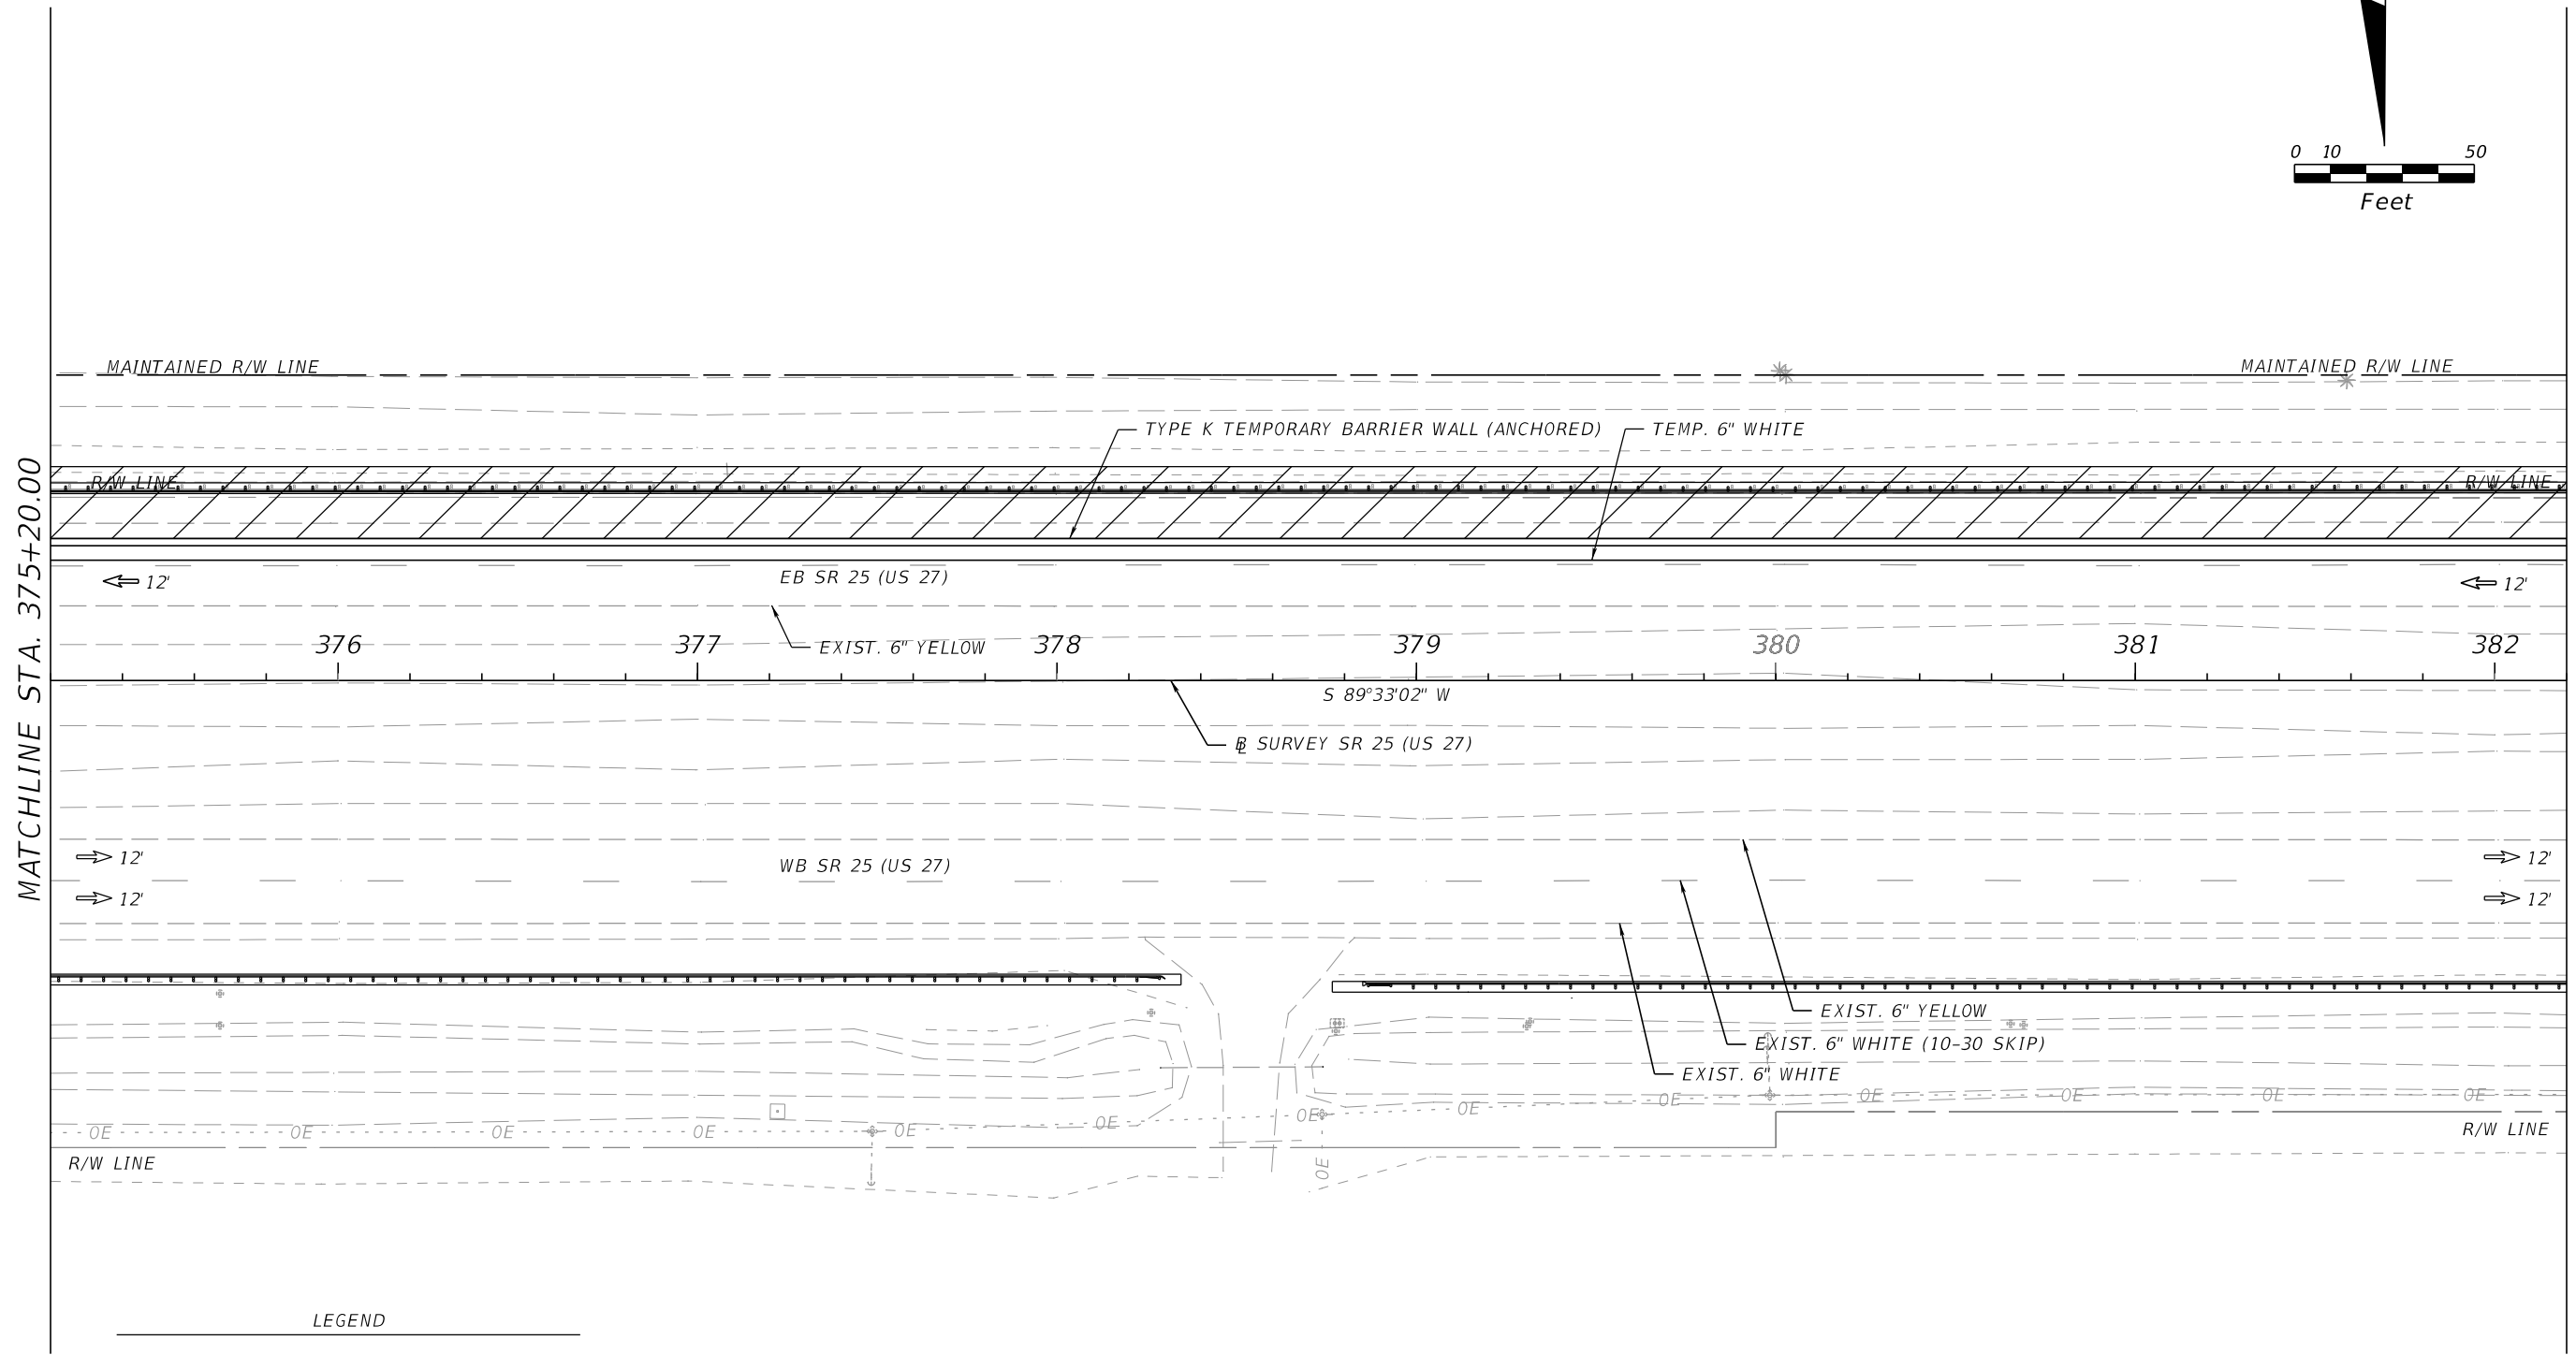 0 10 50
Feet
MAINTAINED R/W LINE
MAINTAINED R/W LINE
TYPE K TEMPORARY BARRIER WALL (ANCHORED)
TEMP. 6" WHITE
R/W LINE
R/W LINE
MATCHLINE STA. 375+20.00
12'
EB SR 25 (US 27)
12'
376
377
EXIST. 6" YELLOW
378
379
380
381
382
S 89°33'02" W
BL SURVEY SR 25 (US 27)
12'
WB SR 25 (US 27)
12'
12'
12'
EXIST. 6" YELLOW
EXIST. 6" WHITE (10-30 SKIP)
EXIST. 6" WHITE
OE
OE
OE
OE
OE
OE
OE
OE
OE
OE
OE
OE
OE
OE
R/W LINE
R/W LINE
LEGEND